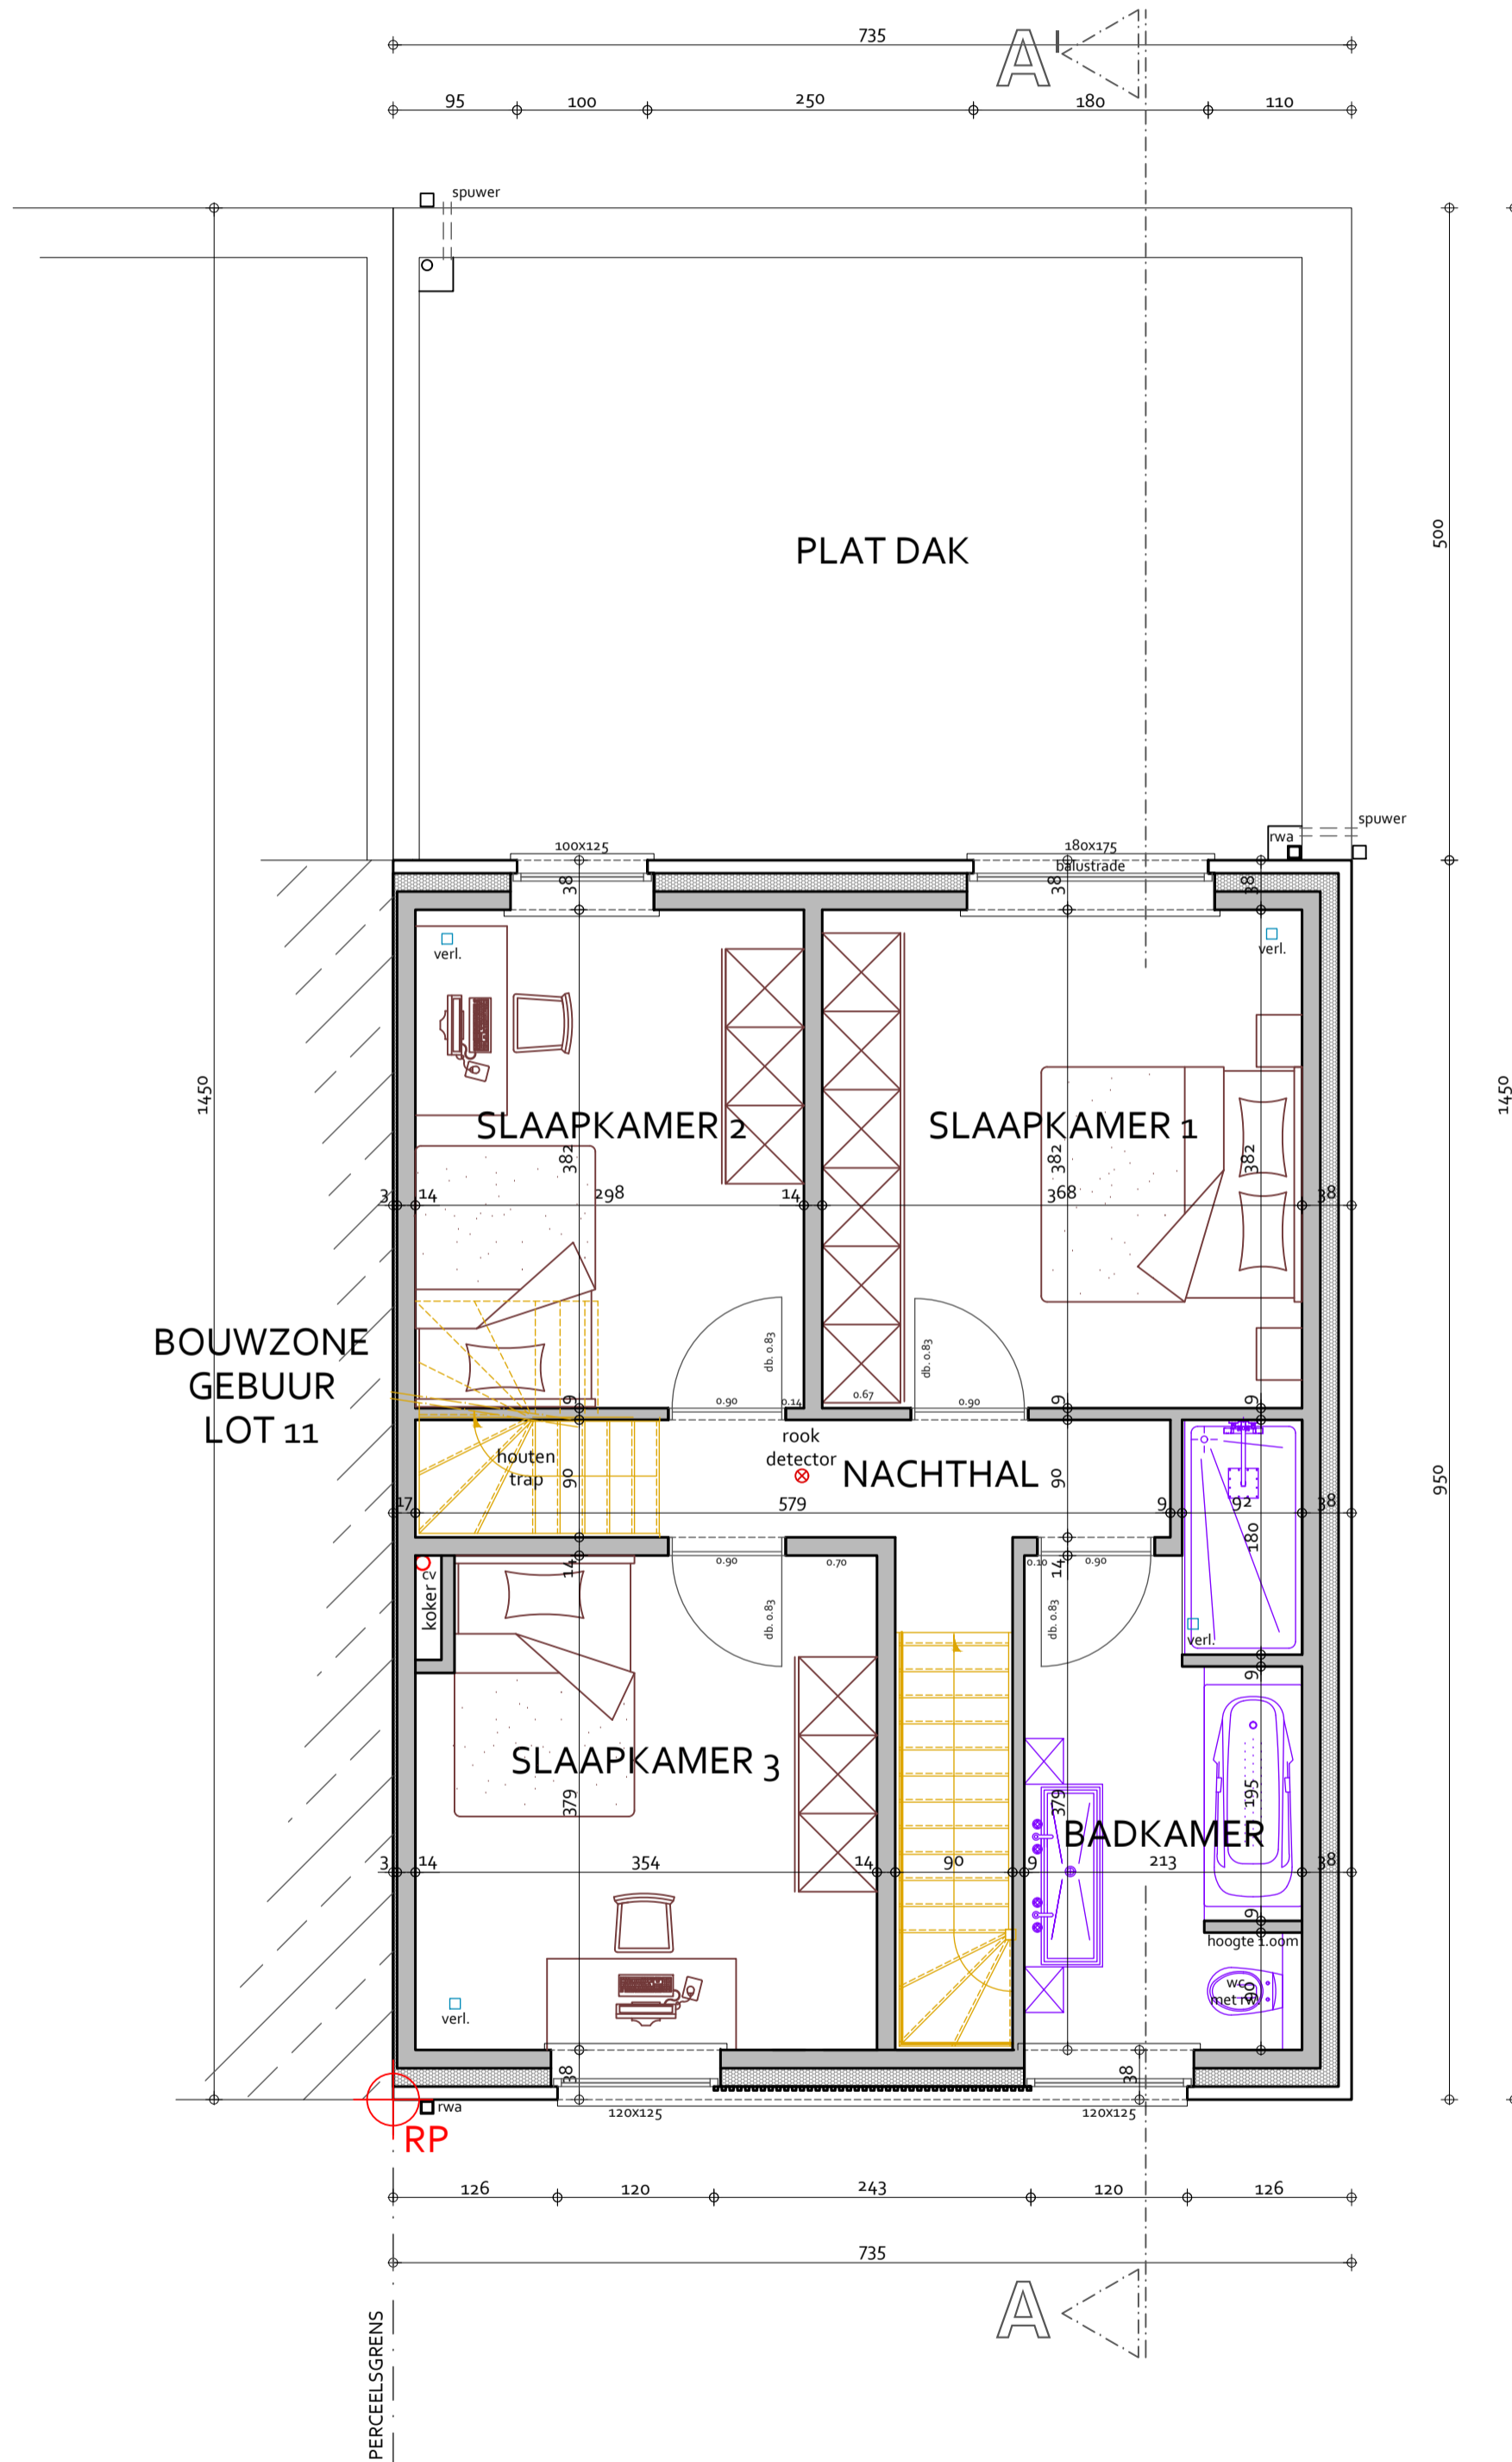 735
A'
95 100 250 180 110
spuwer
PLAT DAK
500
spuwer
rwa
100x125
180x175
balustrade
38 38 38
verl.
verl.
1450
1450
SLAAPKAMER 2
SLAAPKAMER 1
382 382 382
3 14 298 14 368 38
BOUWZONE
GEBUUR
LOT 11
db. 0.83
db. 0.83
9 0.90 0.14 0.67 0.90 9 9
rook
detector
houten
trap
NACHTHAL
90 90
950
17 579 9 92 38
180
14 0.90 0.70 0.10 14 0.90
cv
koker
db. 0.83
db. 0.83
verl.
9
SLAAPKAMER 3
379 379 195
BADKAMER
3 14 354 14 90 9 213 38
9
hoogte 1.00m
wc
met rw.
90
verl.
38 38
rwa
120x125
120x125
RP
126 120 243 120 126
735
A
PERCEELSGRENS